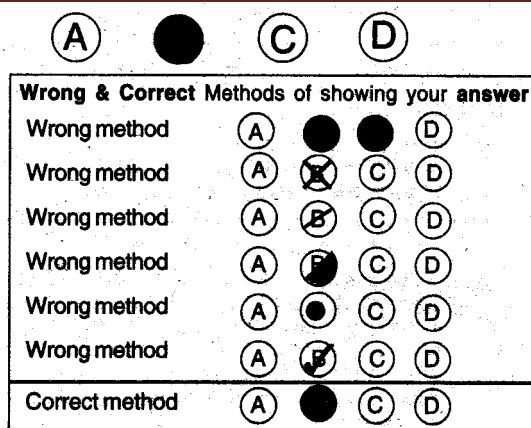 A C D
Wrong & Correct Methods of showing your answer
Wrong method A D
Wrong method A B C D
Wrong method A B C D
Wrong method A B C D
Wrong method A C D
Wrong method A B C D
Correct method A C D